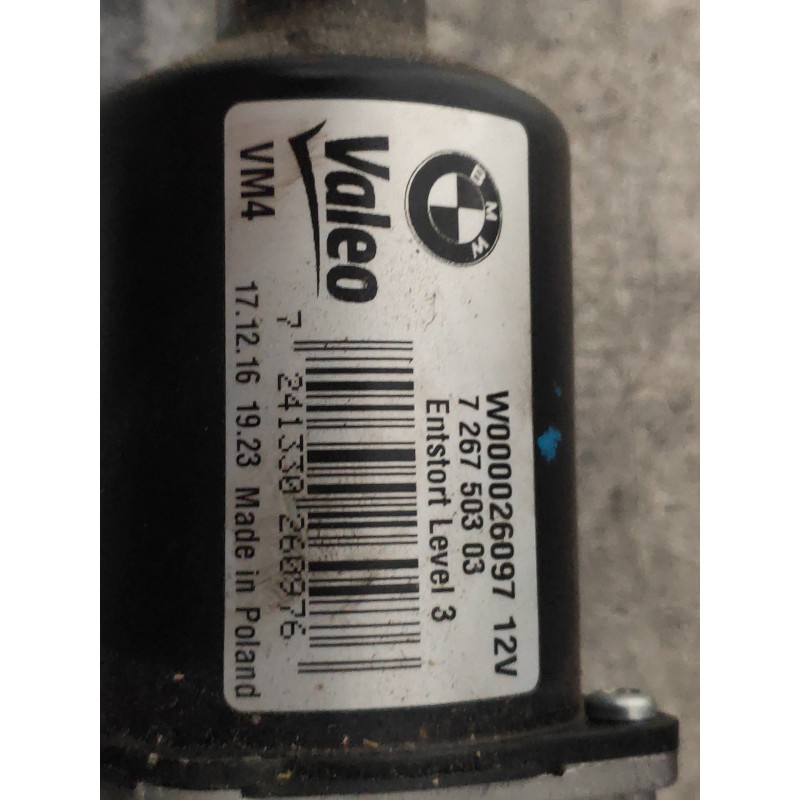 BMW
Valeo
VM4
W000026097 12V
7 267 503 03
Entstort Level 3
7 241330 260976
17.12.16 19.23 Made in Poland